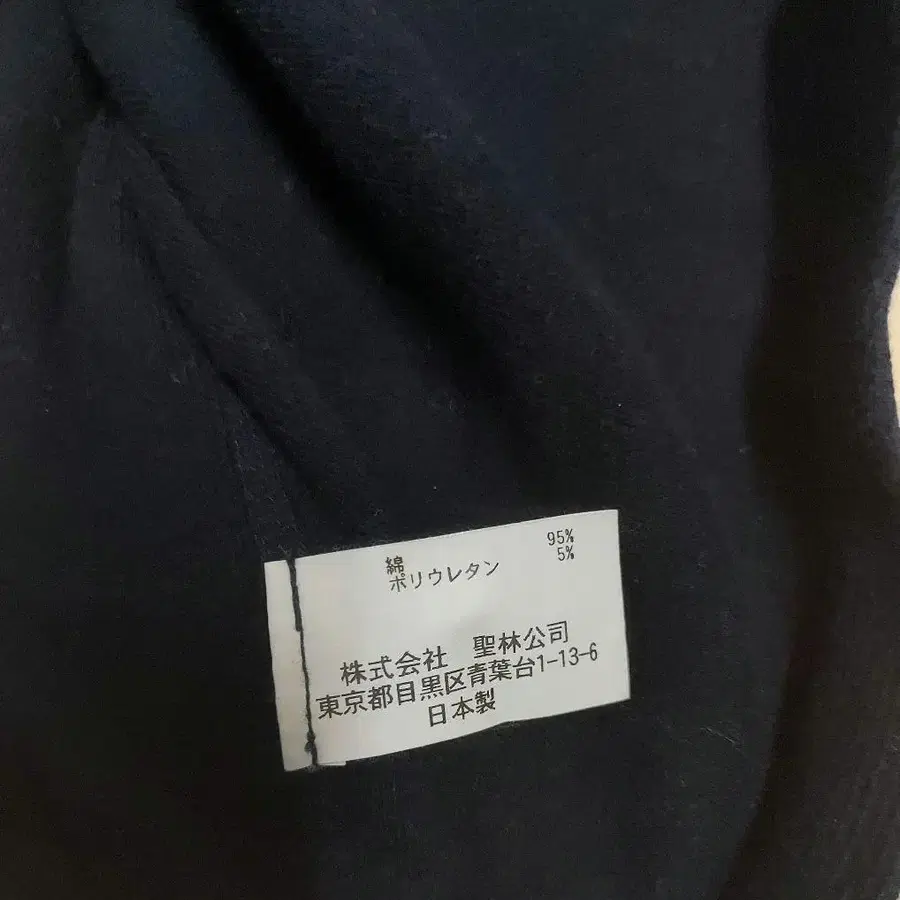 綿 95%
ポリウレタン 5%
株式会社 聖林公司
東京都目黒区青葉台1-13-6
日本製